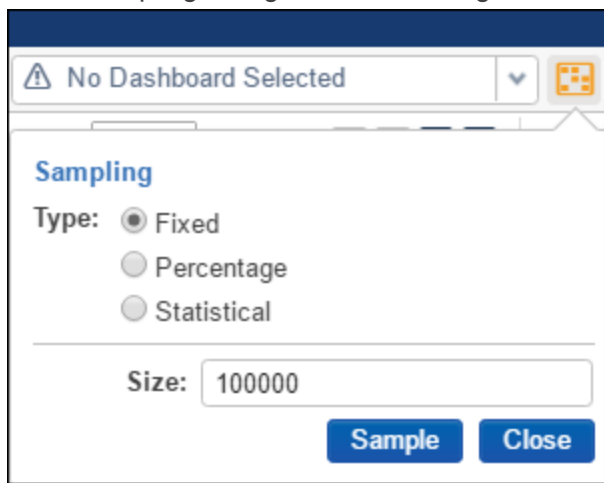 No Dashboard Selected
Sampling
Type: Fixed
Percentage
Statistical
Size: 100000
Sample Close